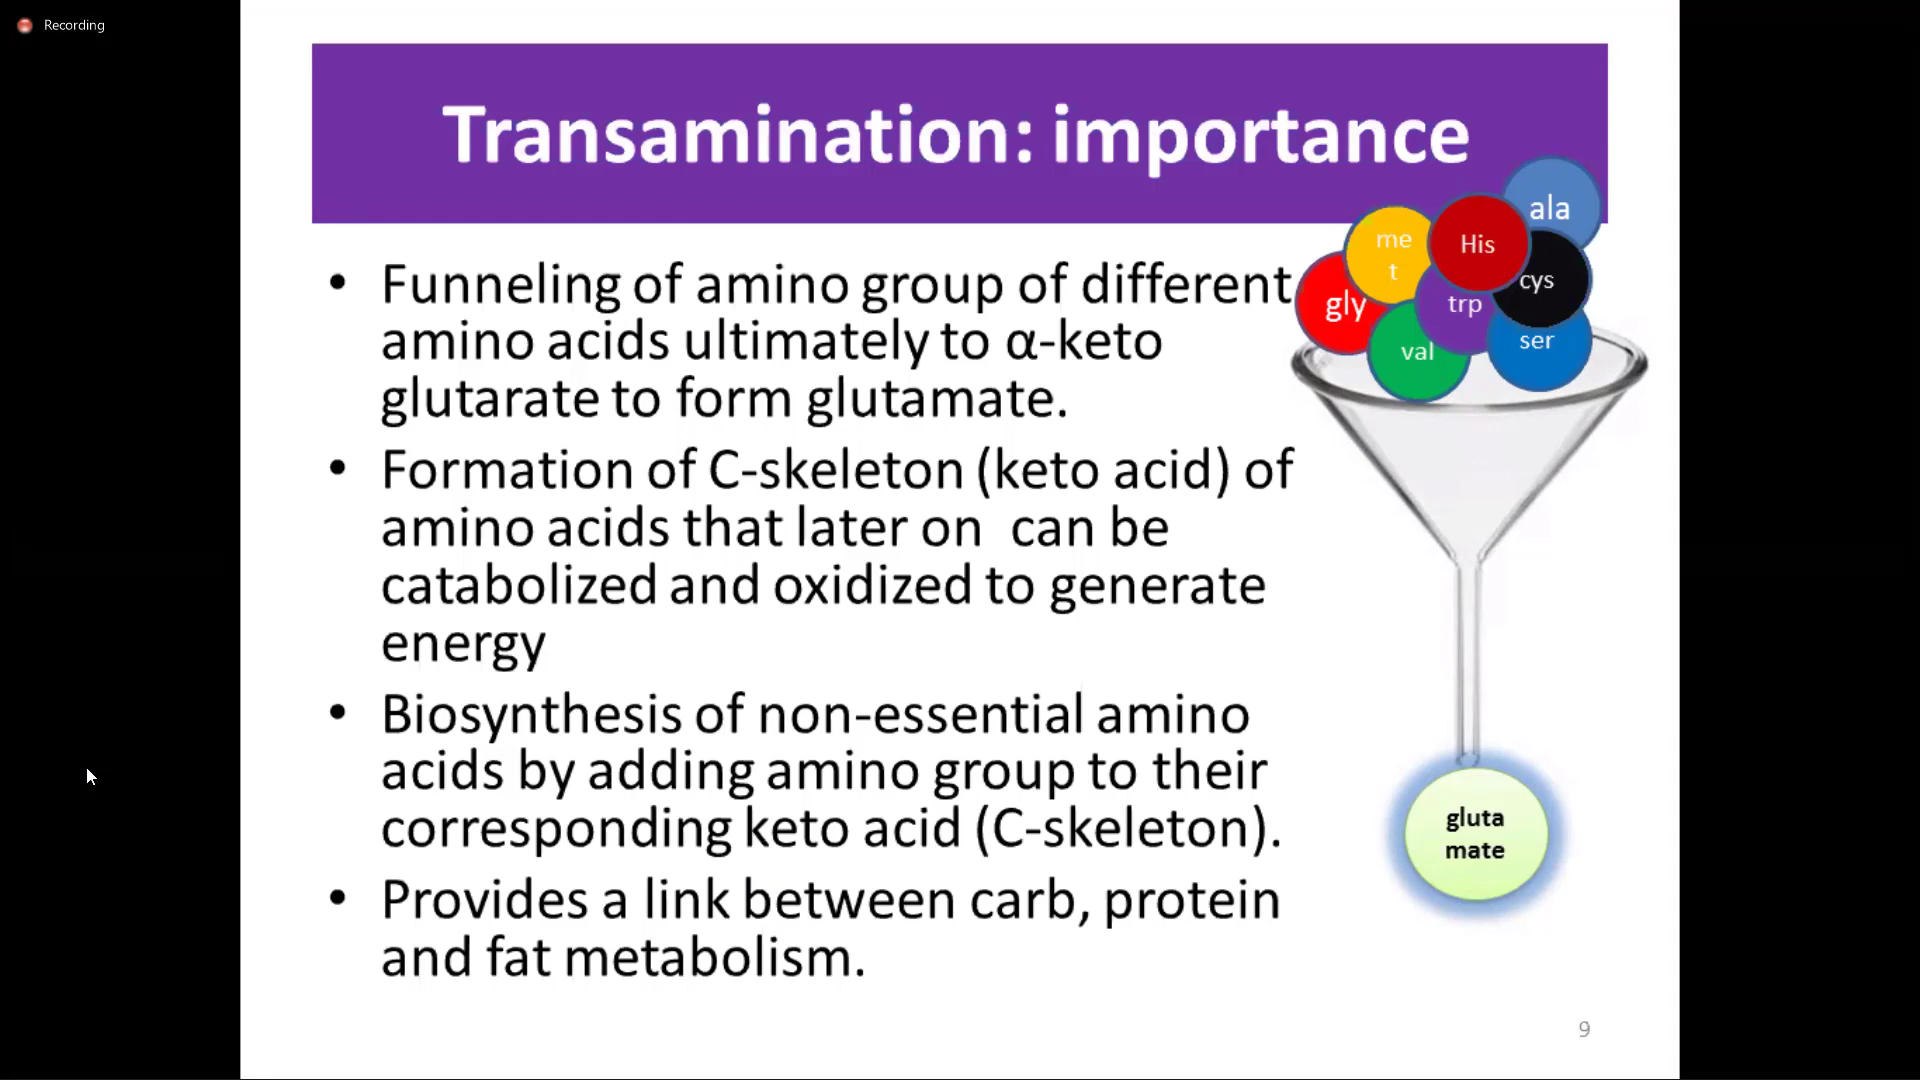 Recording
Transamination: importance
• Funneling of amino group of different
amino acids ultimately to α-keto
glutarate to form glutamate.
• Formation of C-skeleton (keto acid) of
amino acids that later on  can be
catabolized and oxidized to generate
energy
• Biosynthesis of non-essential amino
acids by adding amino group to their
corresponding keto acid (C-skeleton).
• Provides a link between carb, protein
and fat metabolism.
ala
me
t
His
gly
trp
cys
val
ser
gluta
mate
9